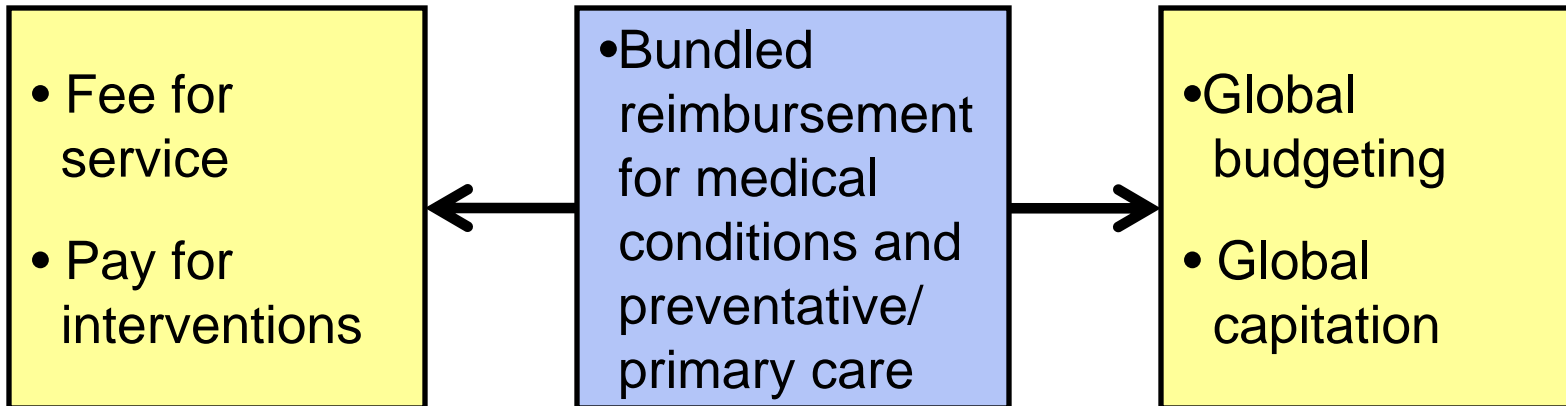 • Fee for
service
• Pay for
interventions
•Bundled
reimbursement
for medical
conditions and
preventative/
primary care
•Global
budgeting
• Global
capitation